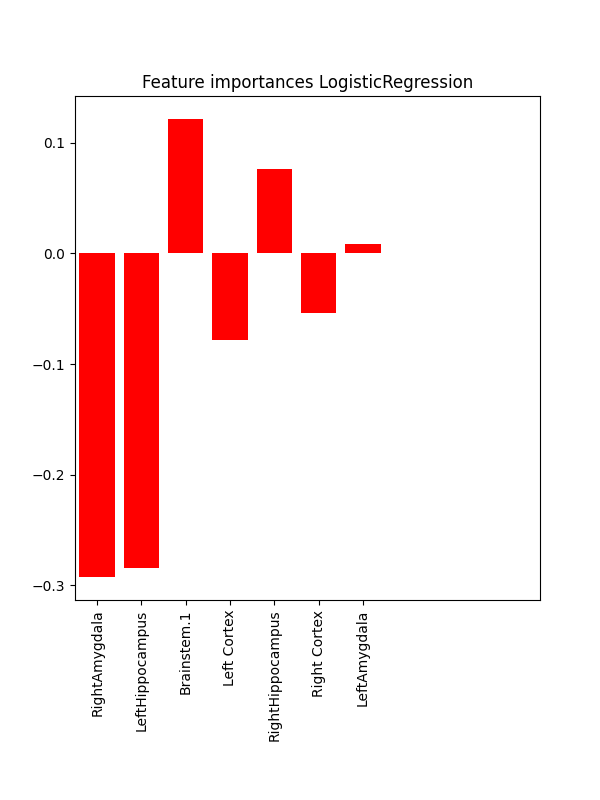 Feature importances LogisticRegression
0.1
0.0
−0.1
−0.2
−0.3
RightAmygdala
LeftHippocampus
Brainstem.1
Left Cortex
RightHippocampus
Right Cortex
LeftAmygdala